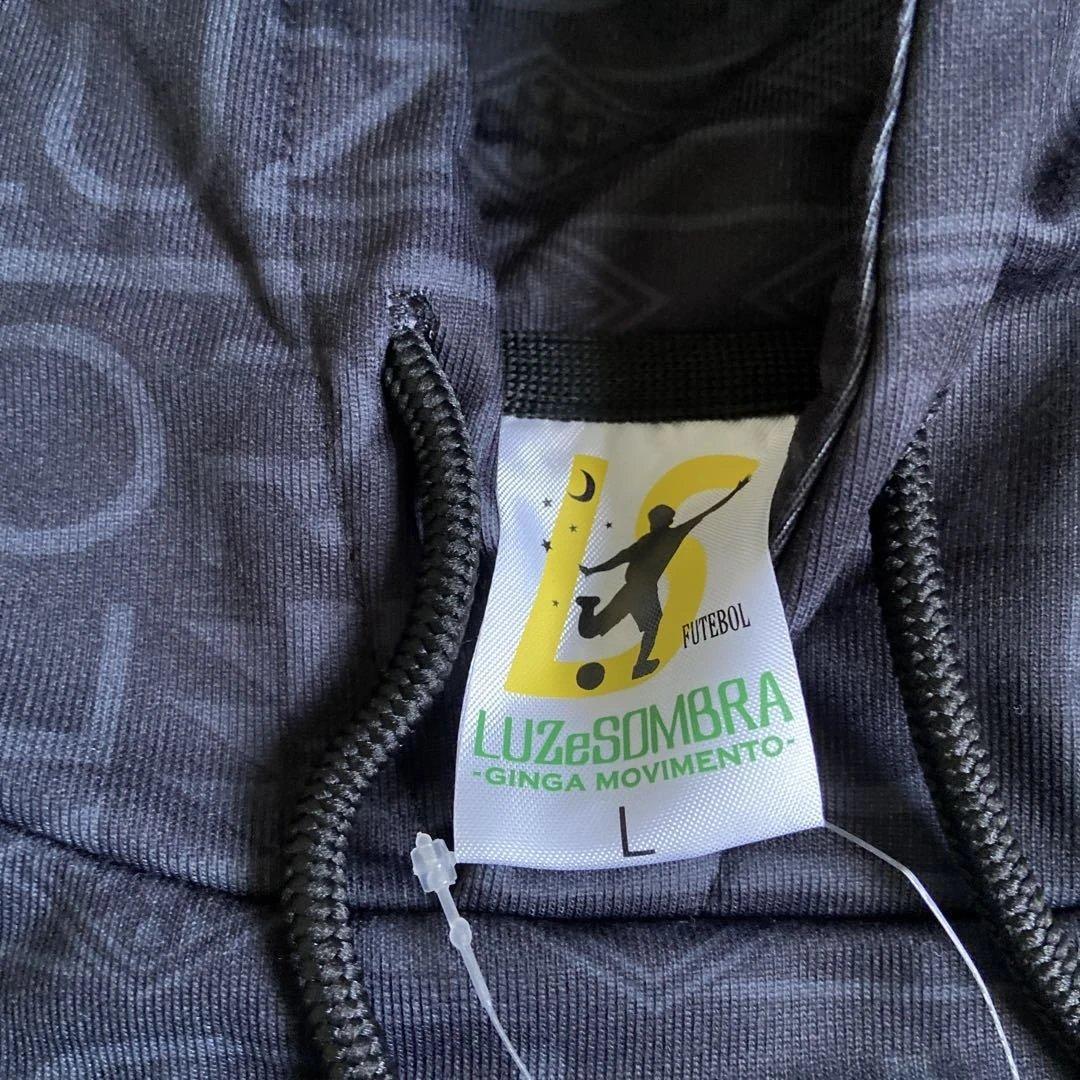 LS
FUTEBOL
LUZeSOMBRA
-GINGA MOVIMENTO-
L